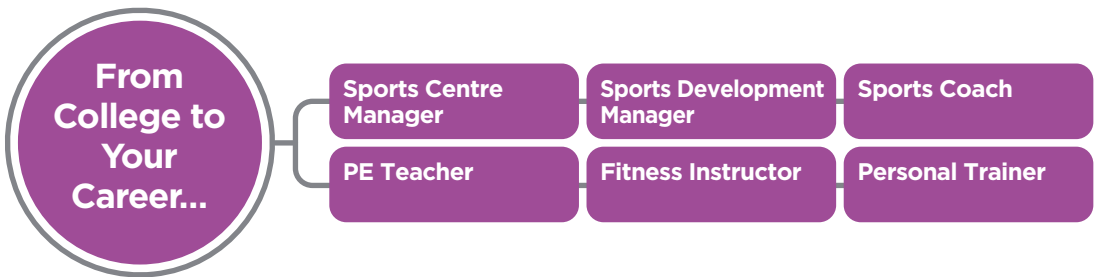 From
College to
Your
Career...
Sports Centre
Manager
Sports Development
Manager
Sports Coach
PE Teacher
Fitness Instructor
Personal Trainer